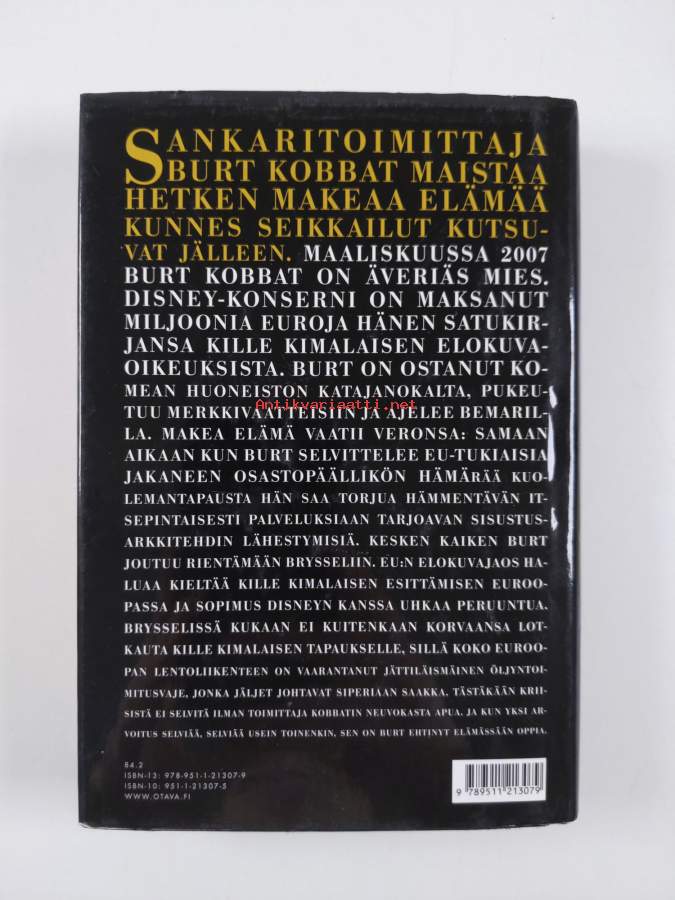 SANKARITOIMITTAJA
BURT KOBBAT MAISTAA
HETKEN MAKEAA ELÄMÄÄ
KUNNES SEIKKAILUT KUTSU-
VAT JÄLLEEN. MAALISKUUSSA 2007
BURT KOBBAT ON ÄVERIÄS MIES.
DISNEY-KONSERNI ON MAKSANUT
MILJOONIA EUROJA HÄNEN SATUKIR-
JANSA KILLE KIMALAISEN ELOKUVA-
OIKEUKSISTA. BURT ON OSTANUT KO-
MEAN HUONEISTON KATAJANOKALTA, PUKEU-
TUU MERKKIVAATTEISIIN JA AJELEE BEMARIL-
LA. MAKEA ELÄMÄ VAATII VERONSA: SAMAAN
AIKAAN KUN BURT SELVITTELEE EU-TUKIAISIA
JAKANEEN OSASTOPÄÄLLIKÖN HÄMÄRÄÄ KUO-
LEMANTAPAUSTA HÄN SAA TORJUA HÄMMENTÄVÄN IT-
SEPINTAISESTI PALVELUKSIAAN TARJOAVAN SISUSTUS-
ARKKITEHDIN LÄHESTYMISIÄ. KESKEN KAIKEN BURT
JOUTUU RIENTÄMÄÄN BRYSSELIIN. EU:N ELOKUVAJAOS HA-
LUAA KIELTÄÄ KILLE KIMALAISEN ESITTÄMISEN EUROO-
PASSA JA SOPIMUS DISNEYN KANSSA UHKAA PERUUNTUA.
BRYSSELISSÄ KUKAAN EI KUITENKAAN KORVAANSA LOT-
KAUTA KILLE KIMALAISEN TAPAUKSELLE, SILLÄ KOKO EUROO-
PAN LENTOLIIKENTEEN ON VAARANTANUT JÄTTILÄISMÄINEN ÖLJYNTOI-
MITUSVAJE, JONKA JÄLJET JOHTAVAT SIPERIAAN SAAKKA. TÄSTÄKÄÄN KRII-
SISTÄ EI SELVITÄ ILMAN TOIMITTAJA KOBBATIN NEUVOKASTA APUA. JA KUN YKSI AR-
VOITUS SELVIÄÄ, SELVIÄÄ USEIN TOINENKIN, SEN ON BURT EHTINYT ELÄMÄSSÄÄN OPPIA.
Antikvariaatti.net
84.2
ISBN-13: 978-951-1-21307-9
ISBN-10: 951-1-21307-5
WWW.OTAVA.FI
9 789511 213079